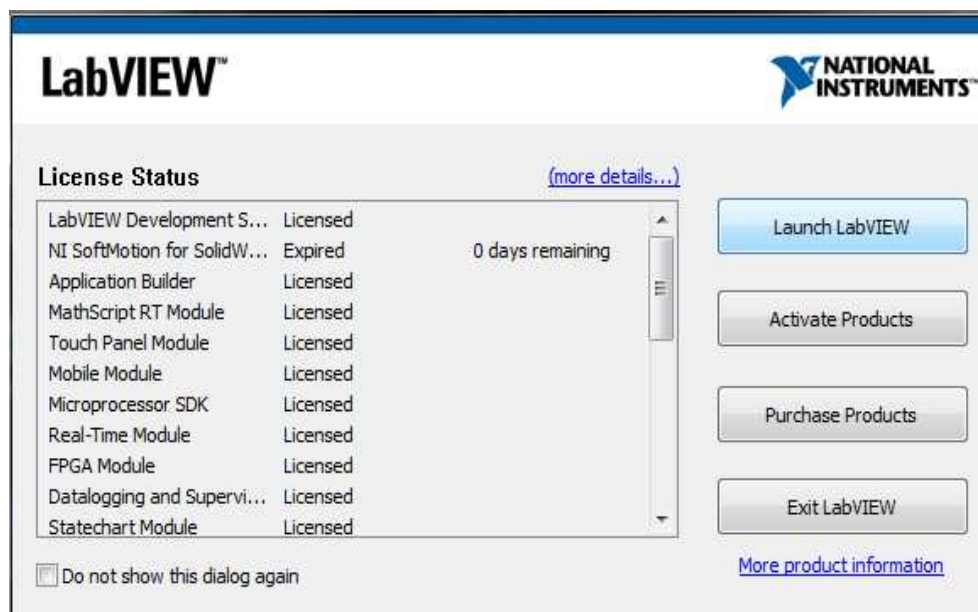 LabVIEW™
NATIONAL
INSTRUMENTS™
License Status
(more details...)
LabVIEW Development S... Licensed
NI SoftMotion for SolidW... Expired 0 days remaining
Application Builder Licensed
MathScript RT Module Licensed
Touch Panel Module Licensed
Mobile Module Licensed
Microprocessor SDK Licensed
Real-Time Module Licensed
FPGA Module Licensed
Datalogging and Supervi... Licensed
Statechart Module Licensed
Do not show this dialog again
Launch LabVIEW
Activate Products
Purchase Products
Exit LabVIEW
More product information